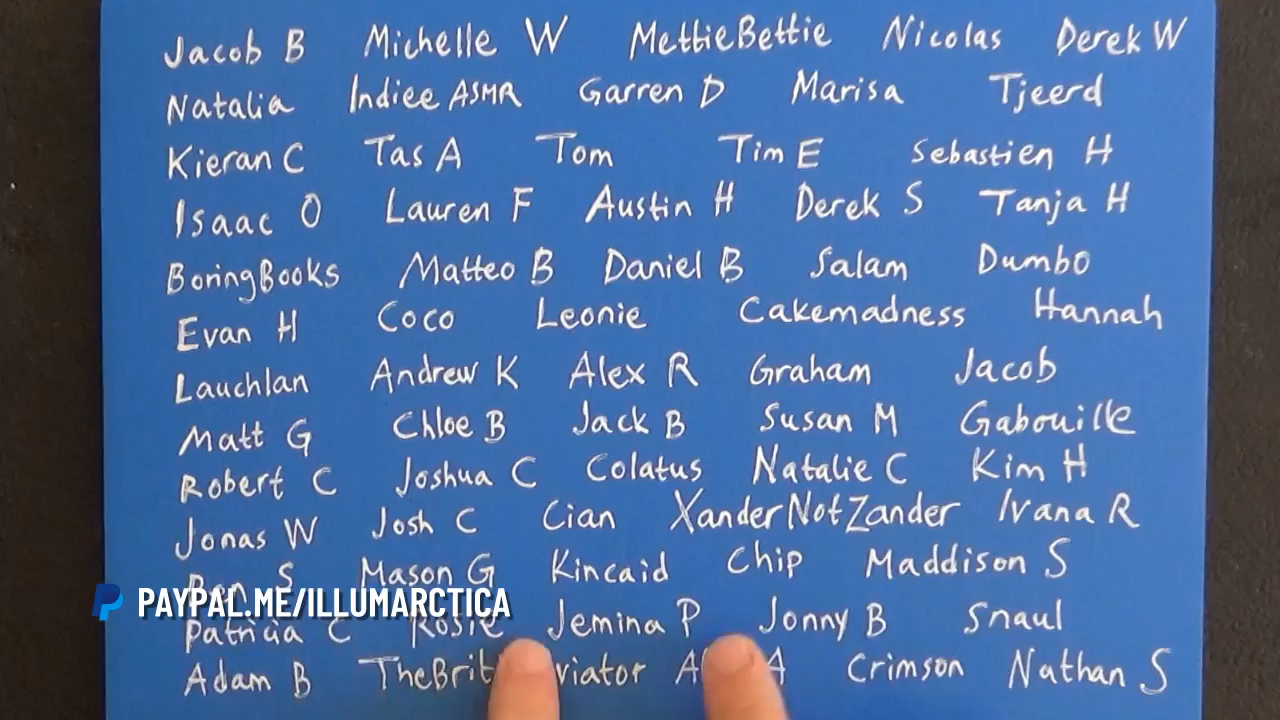 Jacob B Michelle W MettieBettie Nicolas Derek W
Natalia Indiee ASMR Garren D Marisa Tjeerd
Kieran C Tas A Tom Tim E Sebastien H
Isaac O Lauren F Austin H Derek S Tanja H
BoringBooks Matteo B Daniel B Salam Dumbo
Evan H Coco Leonie Cakemadness Hannah
Lauchlan Andrew K Alex R Graham Jacob
Matt G Chloe B Jack B Susan M Gabouille
Robert C Joshua C Colatus Natalie C Kim H
Jonas W Josh C Cian XanderNotZander Ivana R
Ben S Mason G Kincaid Chip Maddison S
PAYPAL.ME/ILLUMARCTICA
Patricia C Rosie Jemina P Jonny B Snaul
Adam B Crimson Nathan S